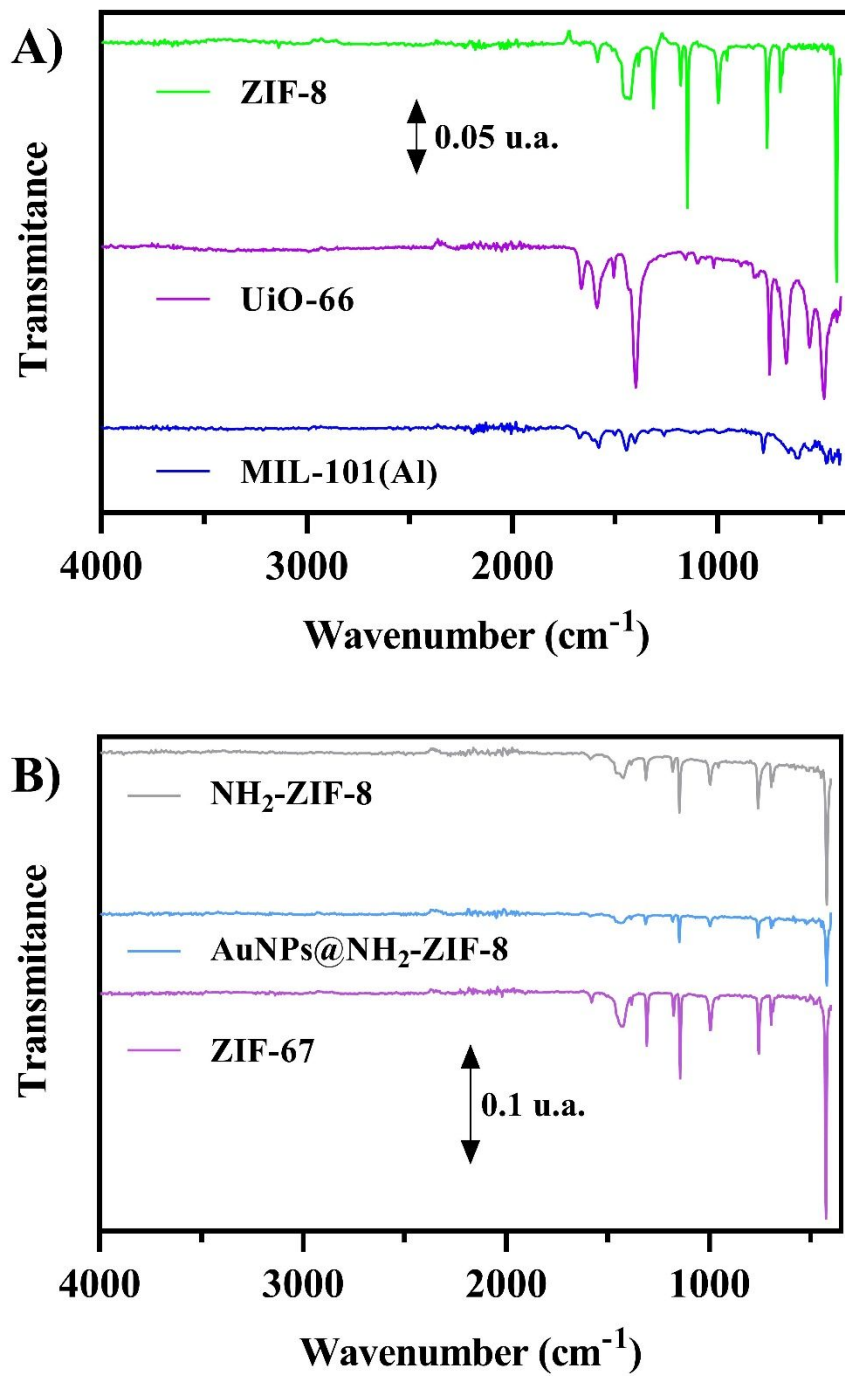 A)
ZIF-8
0.05 u.a.
UiO-66
MIL-101(Al)
Transmitance
4000 3000 2000 1000
Wavenumber (cm⁻¹)
B)
NH₂-ZIF-8
AuNPs@NH₂-ZIF-8
ZIF-67
0.1 u.a.
Transmitance
4000 3000 2000 1000
Wavenumber (cm⁻¹)